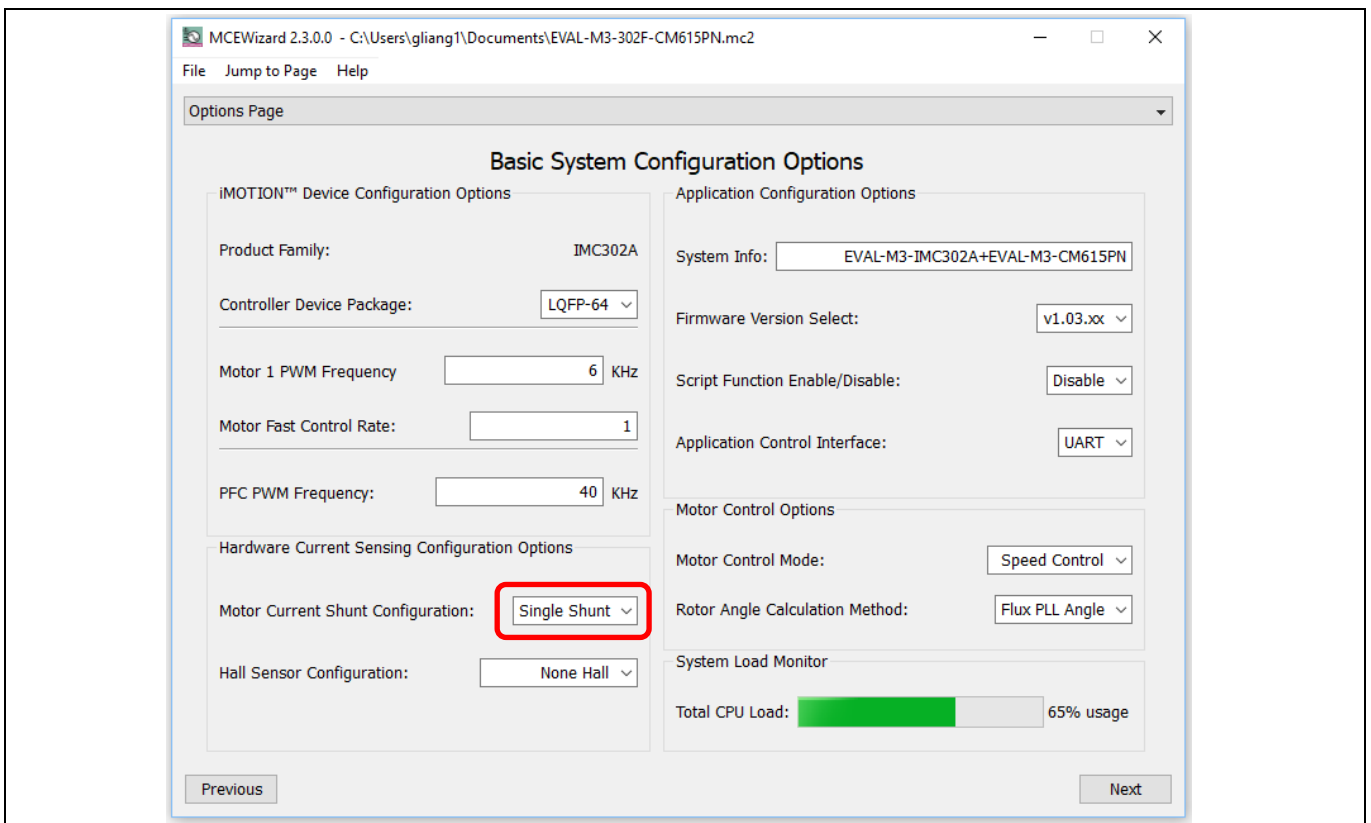 MCEWizard 2.3.0.0 - C:\Users\gliang1\Documents\EVAL-M3-302F-CM615PN.mc2
File Jump to Page Help
Options Page
Basic System Configuration Options
iMOTION™ Device Configuration Options
Product Family: IMC302A
Controller Device Package: LQFP-64
Motor 1 PWM Frequency 6 KHz
Motor Fast Control Rate: 1
PFC PWM Frequency: 40 KHz
Hardware Current Sensing Configuration Options
Motor Current Shunt Configuration: Single Shunt
Hall Sensor Configuration: None Hall
Application Configuration Options
System Info: EVAL-M3-IMC302A+EVAL-M3-CM615PN
Firmware Version Select: v1.03.xx
Script Function Enable/Disable: Disable
Application Control Interface: UART
Motor Control Options
Motor Control Mode: Speed Control
Rotor Angle Calculation Method: Flux PLL Angle
System Load Monitor
Total CPU Load: 65% usage
Previous Next